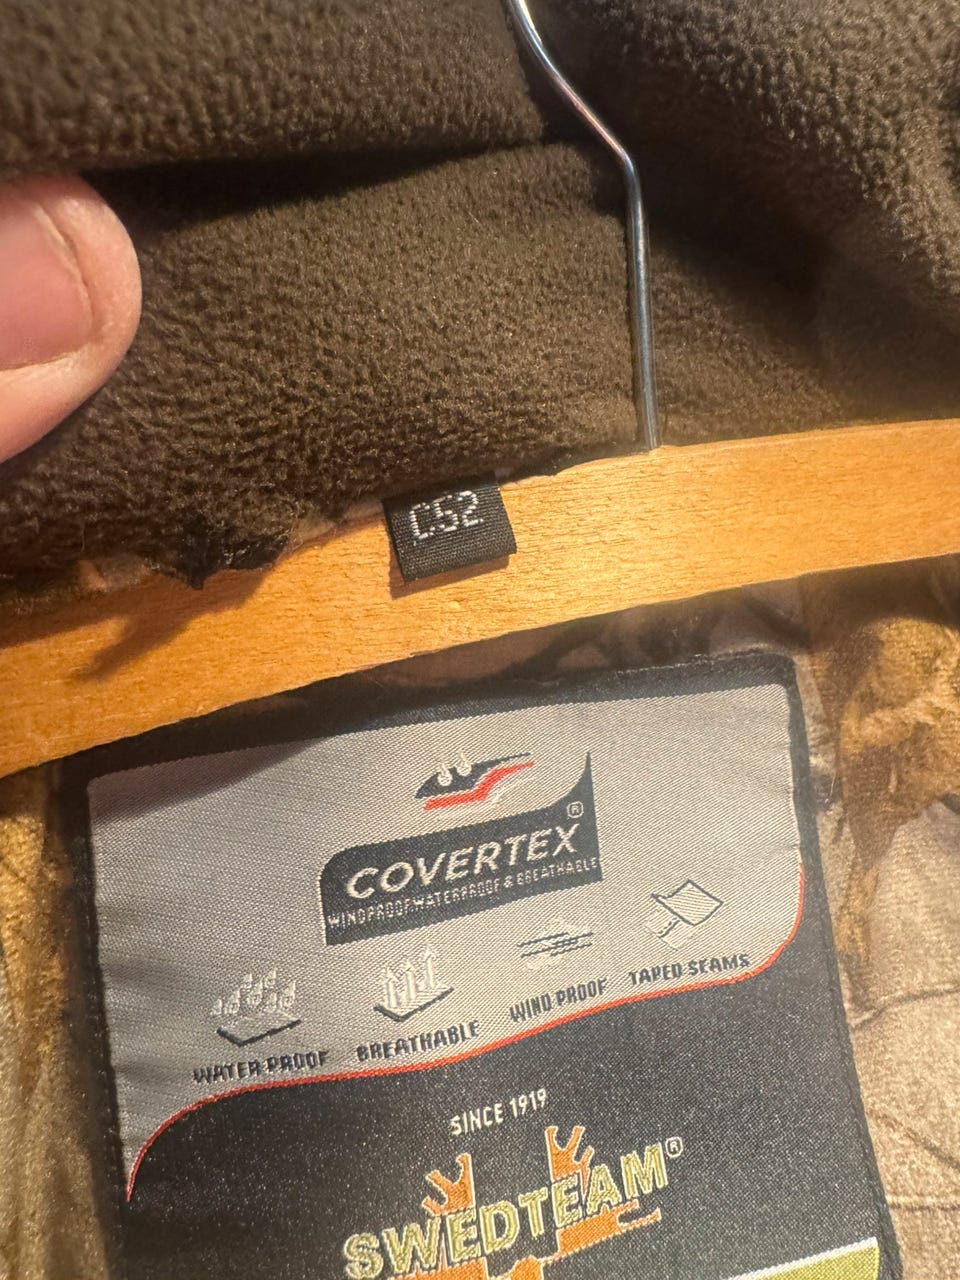 C52
®
COVERTEX
WINDPROOF, WATERPROOF & BREATHABLE
WATER PROOF
BREATHABLE
WIND PROOF
TAPED SEAMS
SINCE 1919
SWEDTEAM®